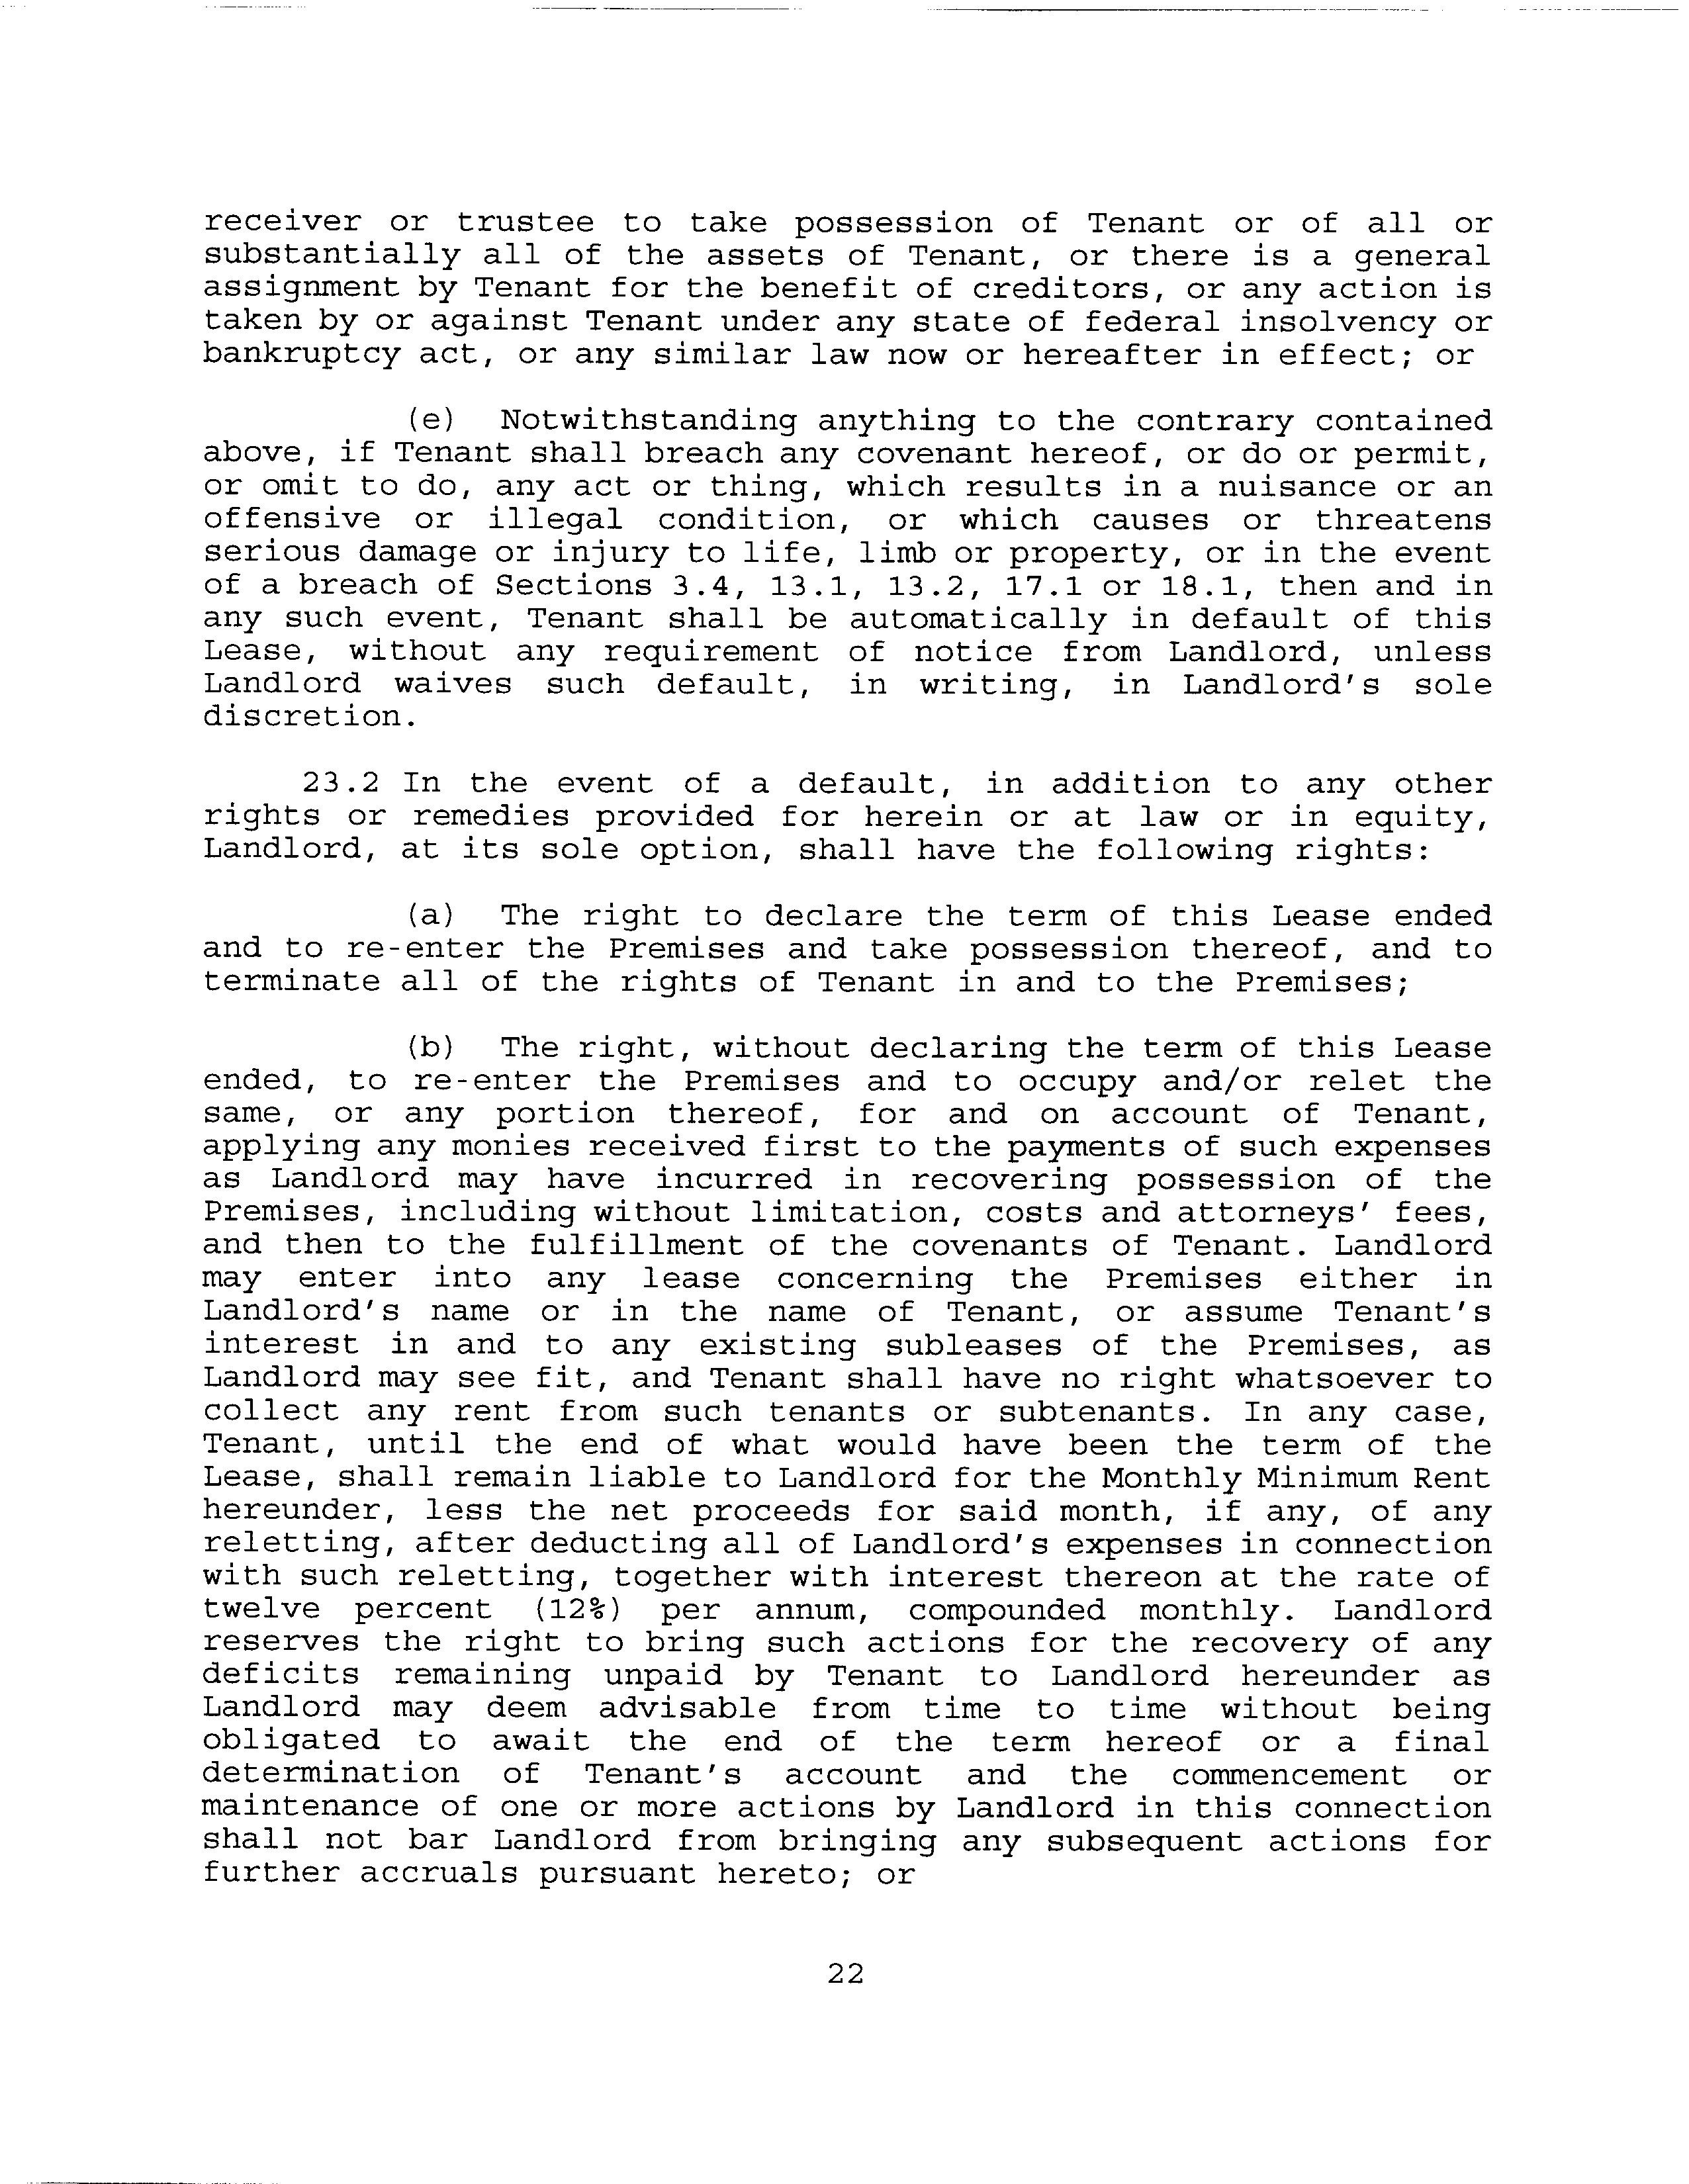 receiver or trustee to take possession of Tenant or of all or
substantially all of the assets of Tenant, or there is a general
assignment by Tenant for the benefit of creditors, or any action is
taken by or against Tenant under any state of federal insolvency or
bankruptcy act, or any similar law now or hereafter in effect; or
(e) Notwithstanding anything to the contrary contained
above, if Tenant shall breach any covenant hereof, or do or permit,
or omit to do, any act or thing, which results in a nuisance or an
offensive or illegal condition, or which causes or threatens
serious damage or injury to life, limb or property, or in the event
of a breach of Sections 3.4, 13.1, 13.2, 17.1 or 18.1, then and in
any such event, Tenant shall be automatically in default of this
Lease, without any requirement of notice from Landlord, unless
Landlord waives such default, in writing, in Landlord's sole
discretion.
23.2 In the event of a default, in addition to any other
rights or remedies provided for herein or at law or in equity,
Landlord, at its sole option, shall have the following rights:
(a) The right to declare the term of this Lease ended
and to re-enter the Premises and take possession thereof, and to
terminate all of the rights of Tenant in and to the Premises;
(b) The right, without declaring the term of this Lease
ended, to re-enter the Premises and to occupy and/or relet the
same, or any portion thereof, for and on account of Tenant,
applying any monies received first to the payments of such expenses
as Landlord may have incurred in recovering possession of the
Premises, including without limitation, costs and attorneys' fees,
and then to the fulfillment of the covenants of Tenant. Landlord
may enter into any lease concerning the Premises either in
Landlord's name or in the name of Tenant, or assume Tenant's
interest in and to any existing subleases of the Premises, as
Landlord may see fit, and Tenant shall have no right whatsoever to
collect any rent from such tenants or subtenants. In any case,
Tenant, until the end of what would have been the term of the
Lease, shall remain liable to Landlord for the Monthly Minimum Rent
hereunder, less the net proceeds for said month, if any, of any
reletting, after deducting all of Landlord's expenses in connection
with such reletting, together with interest thereon at the rate of
twelve percent (12%) per annum, compounded monthly. Landlord
reserves the right to bring such actions for the recovery of any
deficits remaining unpaid by Tenant to Landlord hereunder as
Landlord may deem advisable from time to time without being
obligated to await the end of the term hereof or a final
determination of Tenant's account and the commencement or
maintenance of one or more actions by Landlord in this connection
shall not bar Landlord from bringing any subsequent actions for
further accruals pursuant hereto; or
22